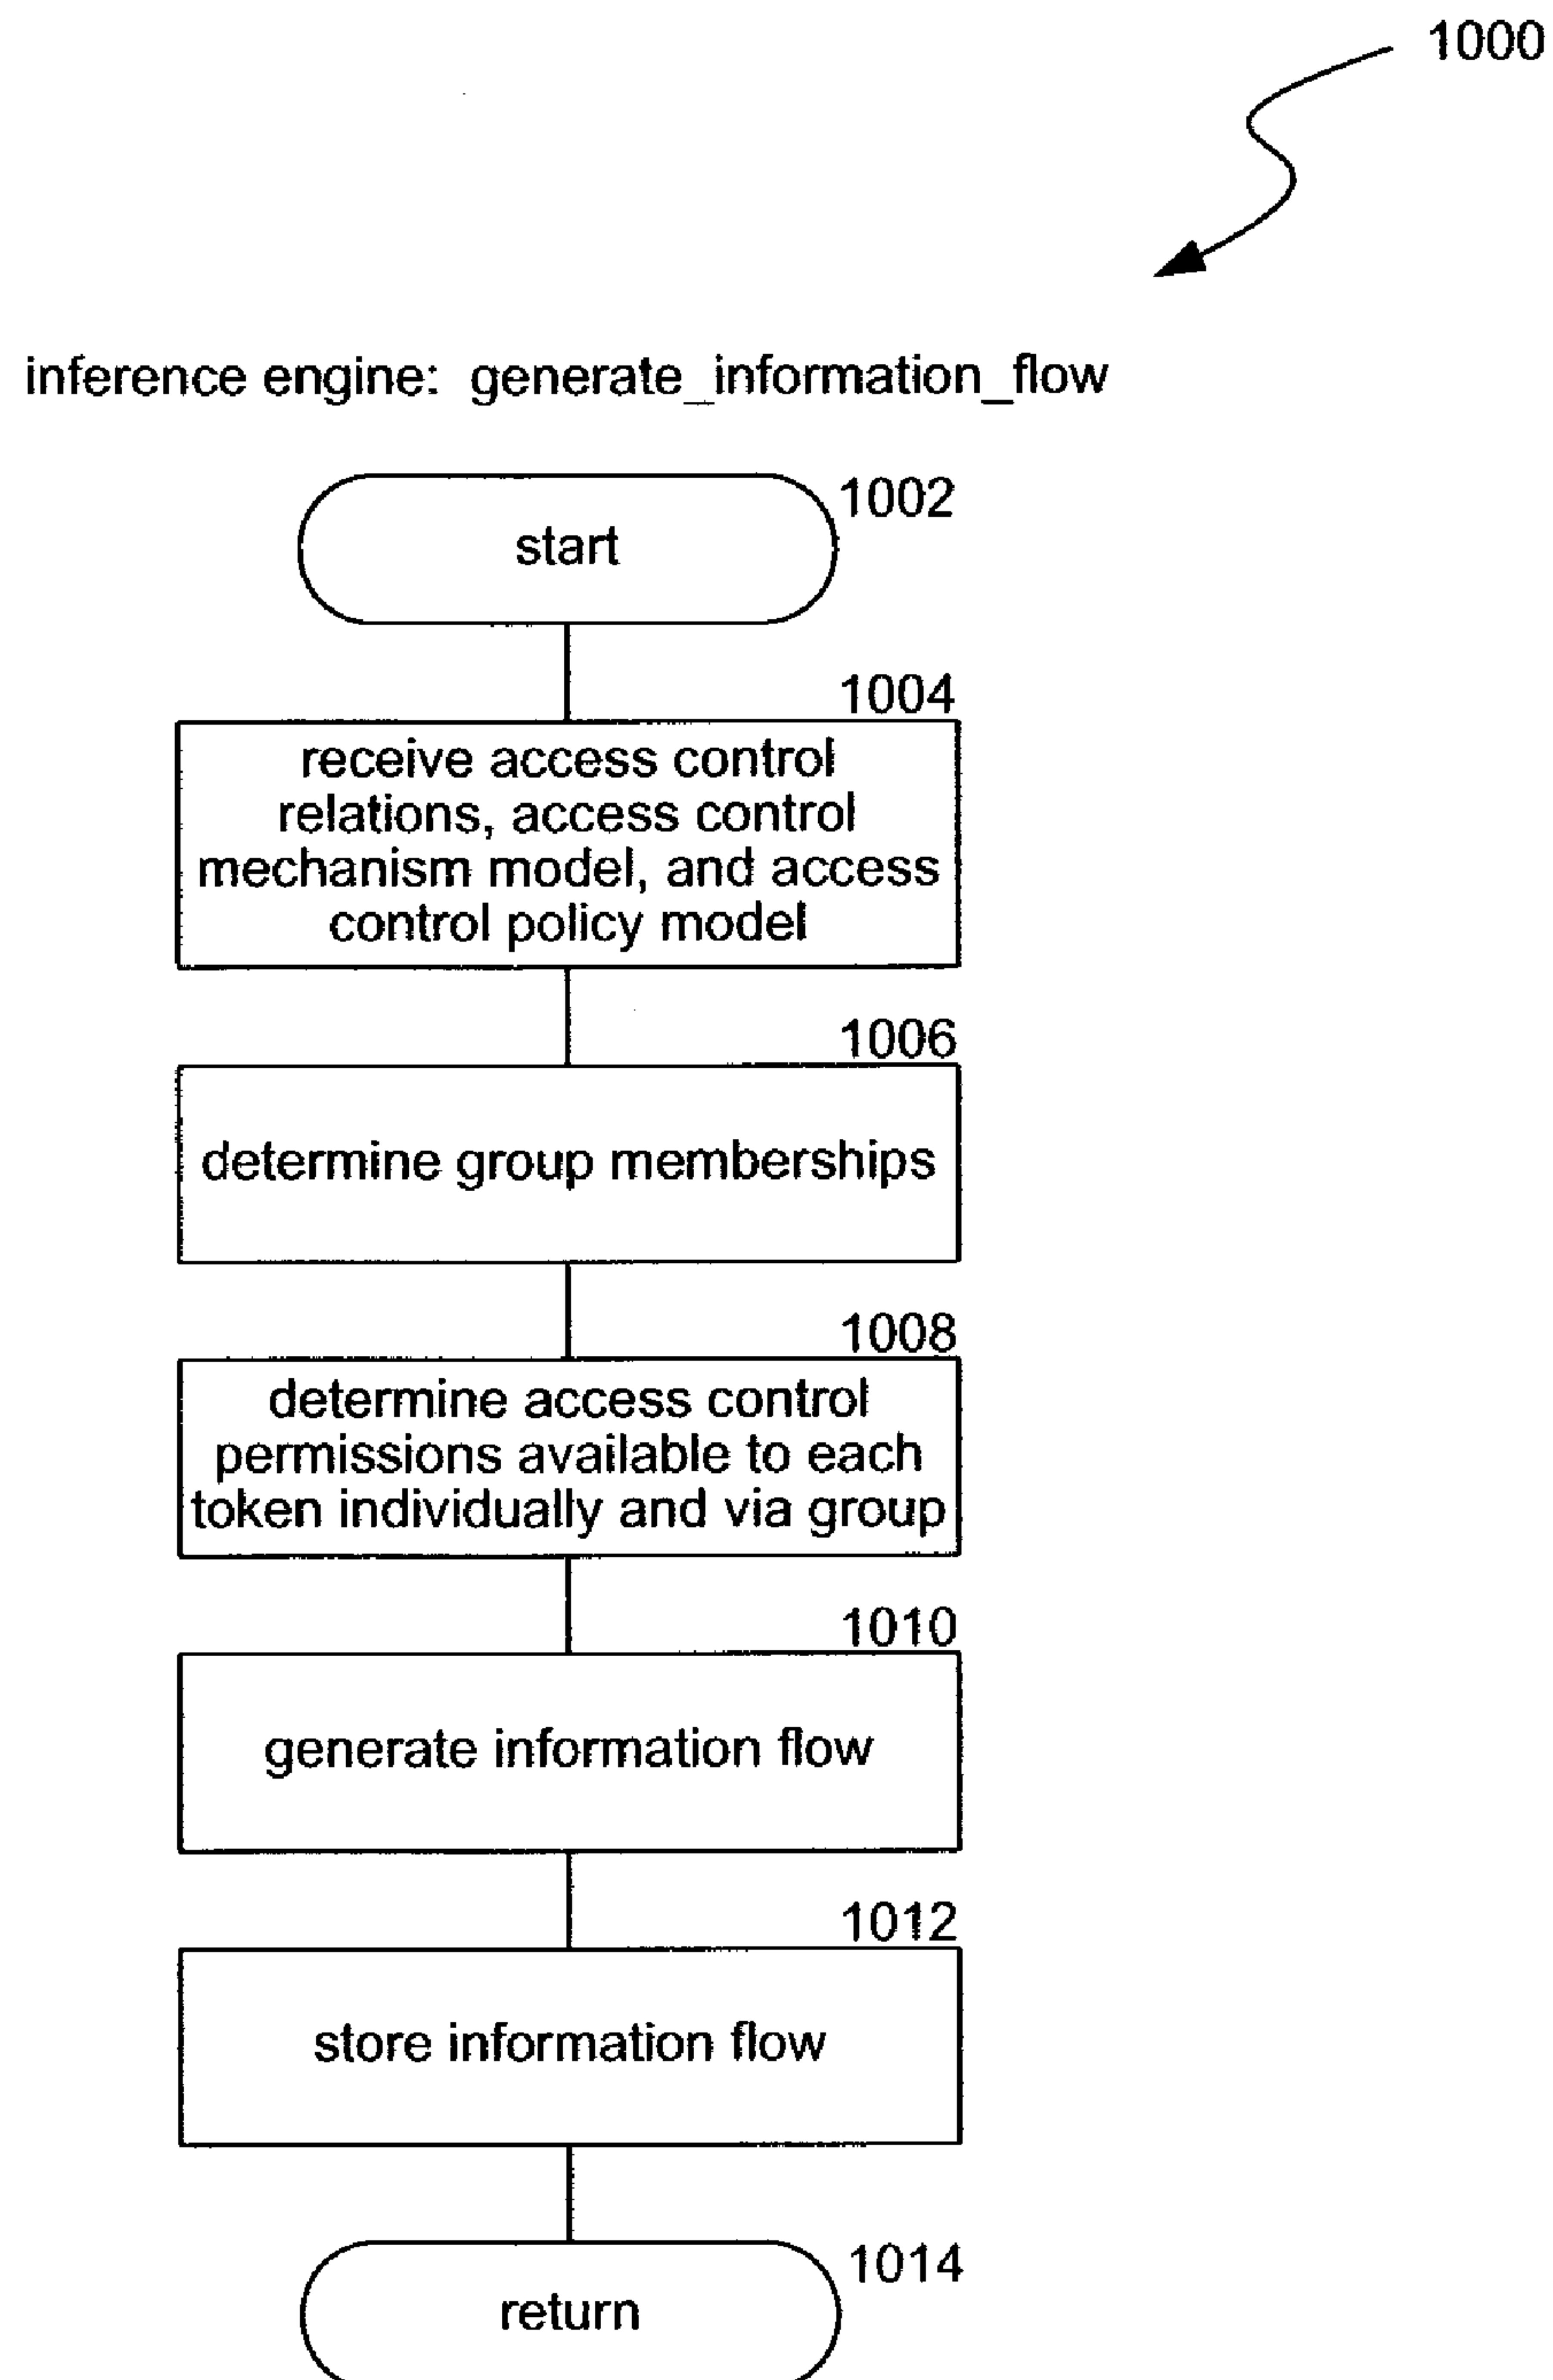 1000
inference engine: generate_information_flow
1002
start
1004
receive access control
relations, access control
mechanism model, and access
control policy model
1006
determine group memberships
1008
determine access control
permissions available to each
token individually and via group
1010
generate information flow
1012
store information flow
1014
return